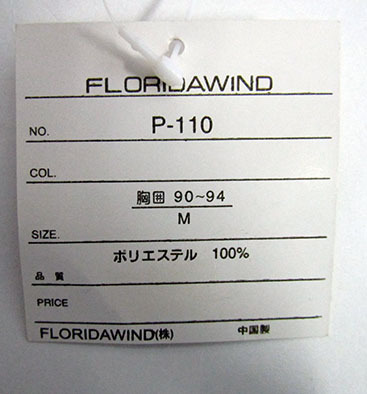 FLORIDAWIND
NO. P-110
COL.
胸囲 90~94
SIZE. M
ポリエステル 100%
品質
PRICE
FLORIDAWIND(株) 中国製